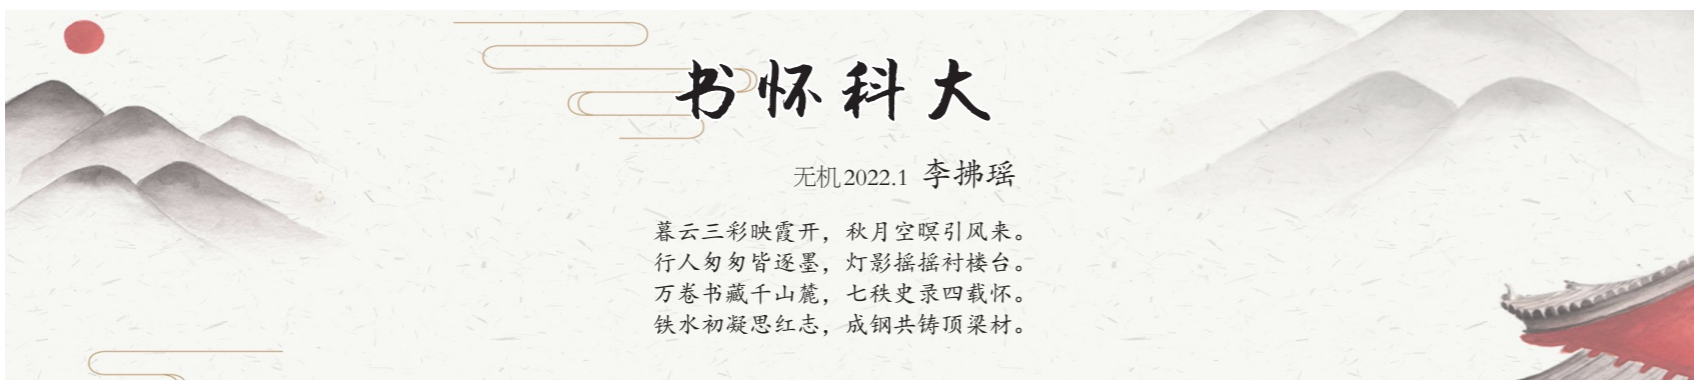 书怀科大
无机2022.1 李拂瑶
暮云三彩映霞开，秋月空暝引风来。
行人匆匆皆逐墨，灯影摇摇衬楼台。
万卷书藏千山麓，七秩史录四载怀。
铁水初凝思红志，成钢共铸顶梁材。